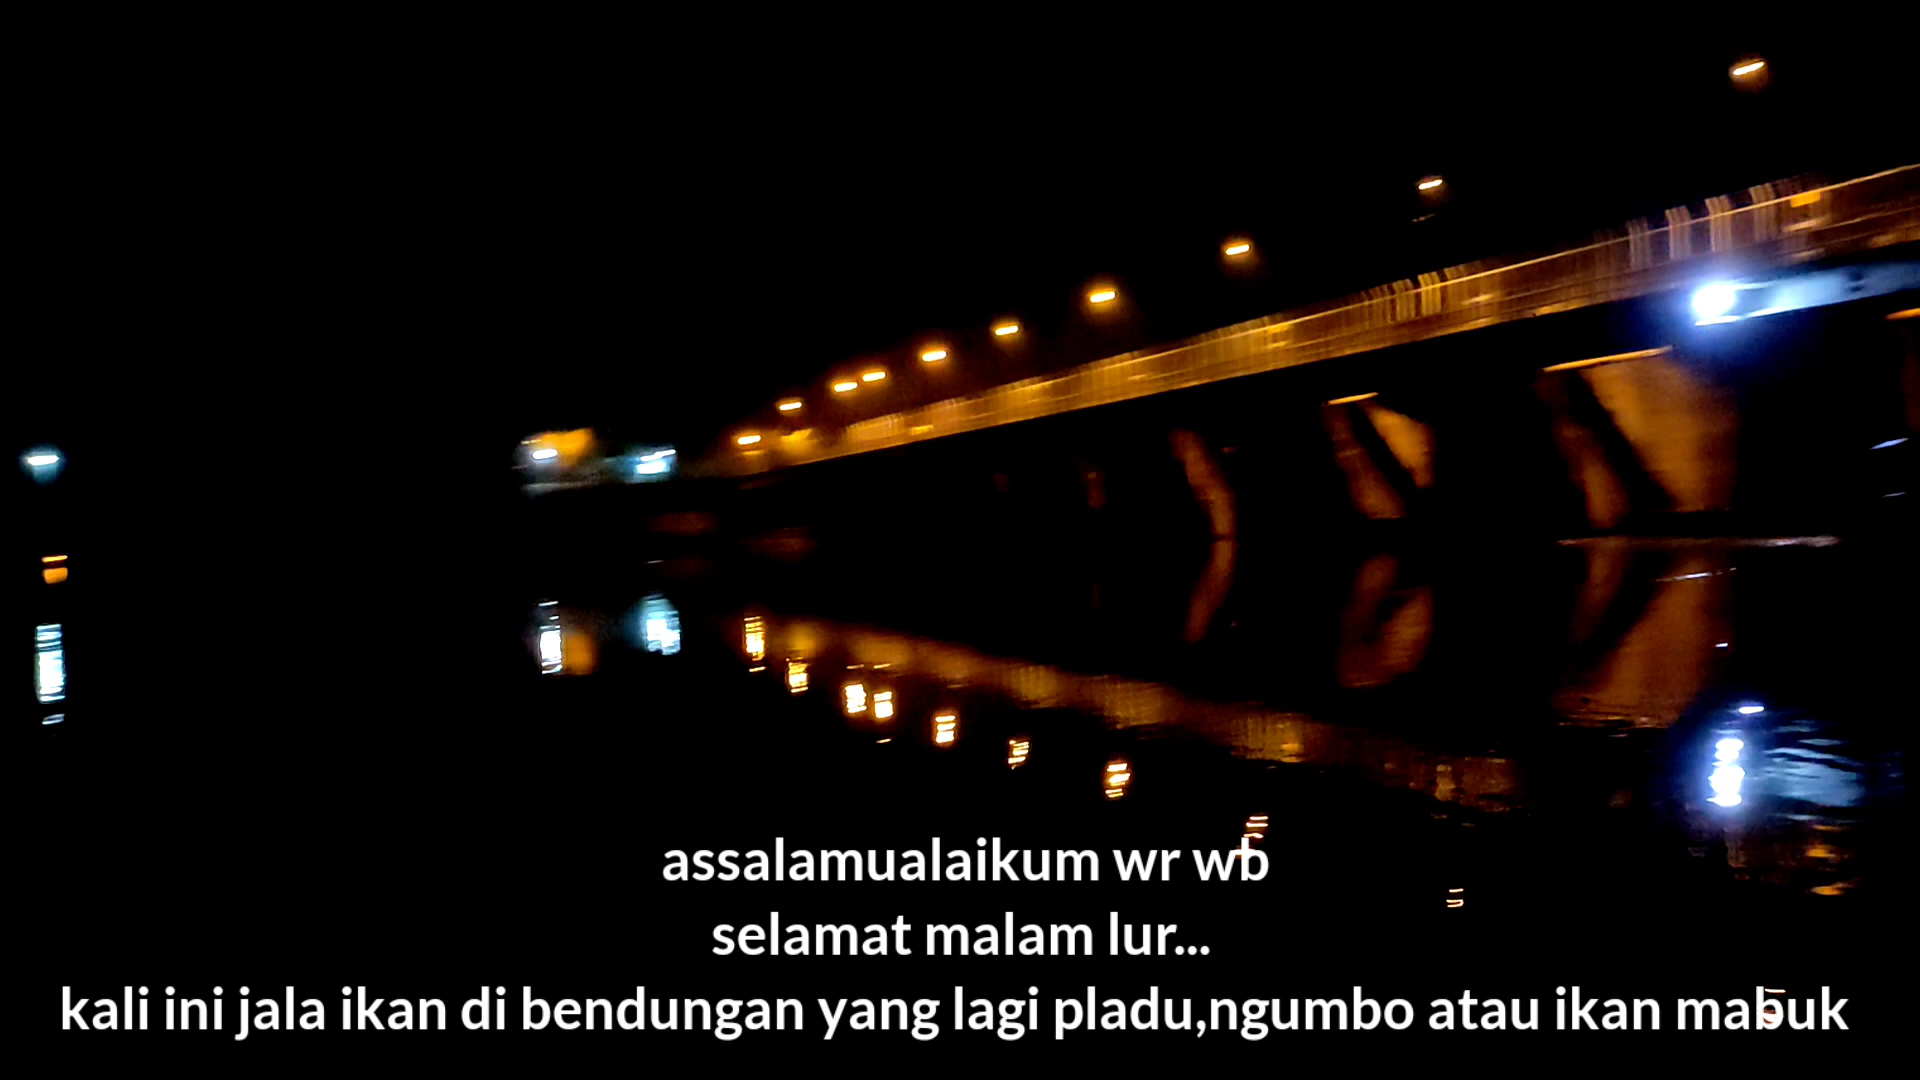 assalamualaikum wr wb
selamat malam lur...
kali ini jala ikan di bendungan yang lagi pladu,ngumbo atau ikan mabuk